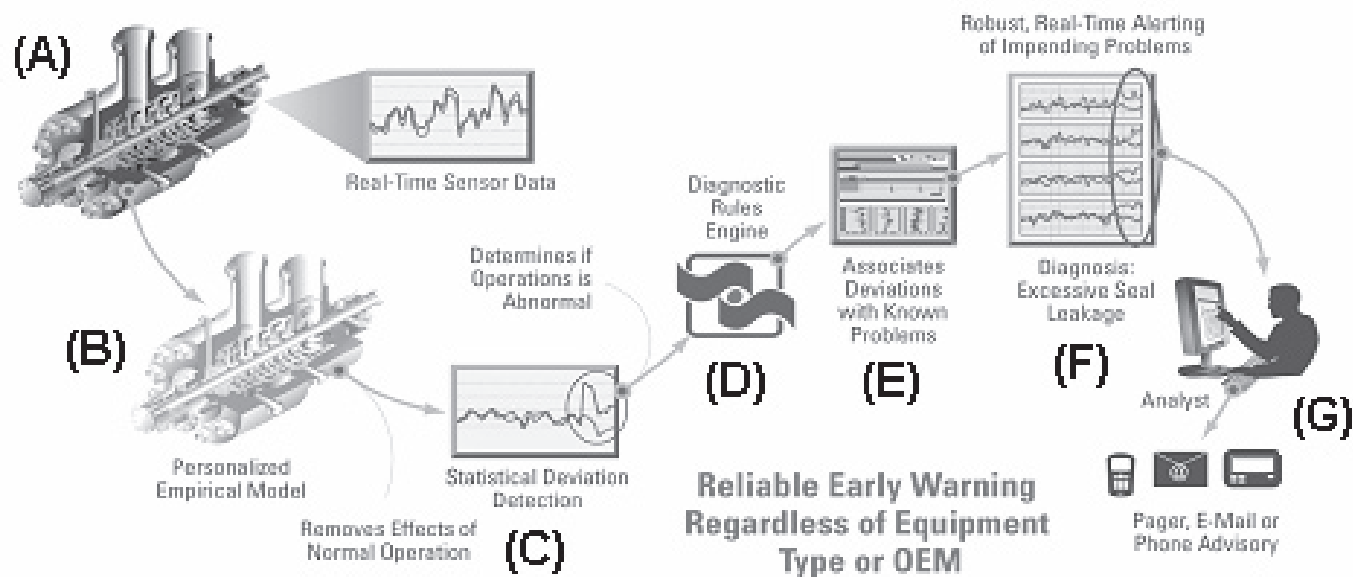 (A)
Real-Time Sensor Data
(B)
Personalized
Empirical Model
Removes Effects of
Normal Operation
Statistical Deviation
Detection
(C)
Determines if
Operations is
Abnormal
Diagnostic
Rules
Engine
(D)
Associates
Deviations
with Known
Problems
(E)
Robust, Real-Time Alerting
of Impending Problems
Diagnosis:
Excessive Seal
Leakage
(F)
Analyst
(G)
Pager, E-Mail or
Phone Advisory
Reliable Early Warning
Regardless of Equipment
Type or OEM